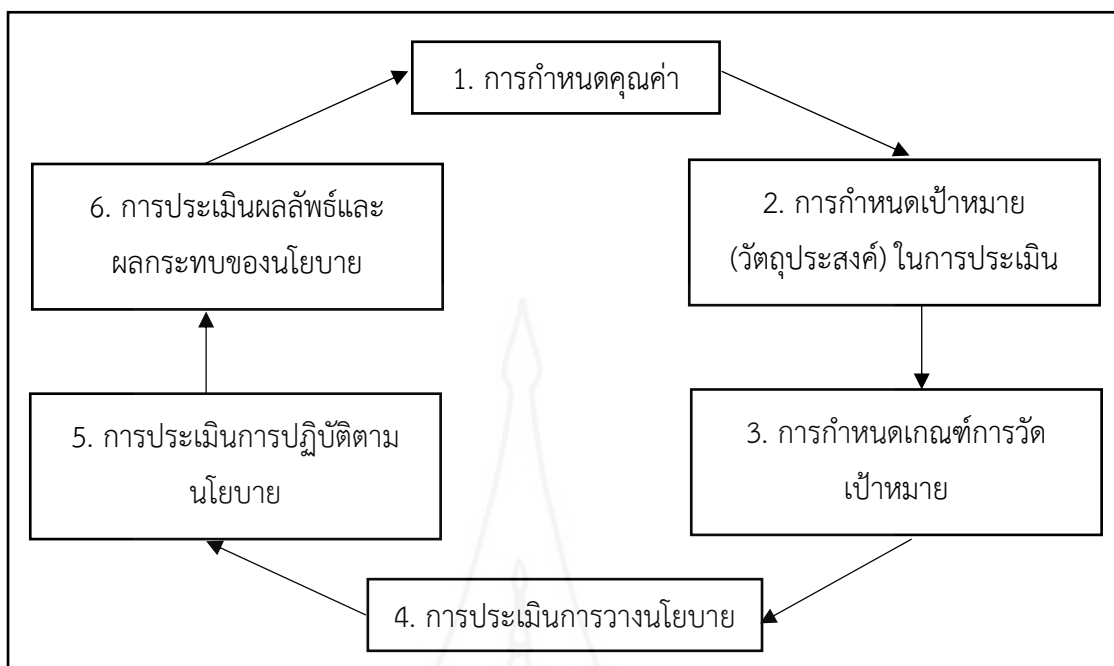 1. การกำหนดคุณค่า
2. การกำหนดเป้าหมาย
(วัตถุประสงค์) ในการประเมิน
3. การกำหนดเกณฑ์การวัด
เป้าหมาย
4. การประเมินการวางนโยบาย
5. การประเมินการปฏิบัติตาม
นโยบาย
6. การประเมินผลลัพธ์และ
ผลกระทบของนโยบาย